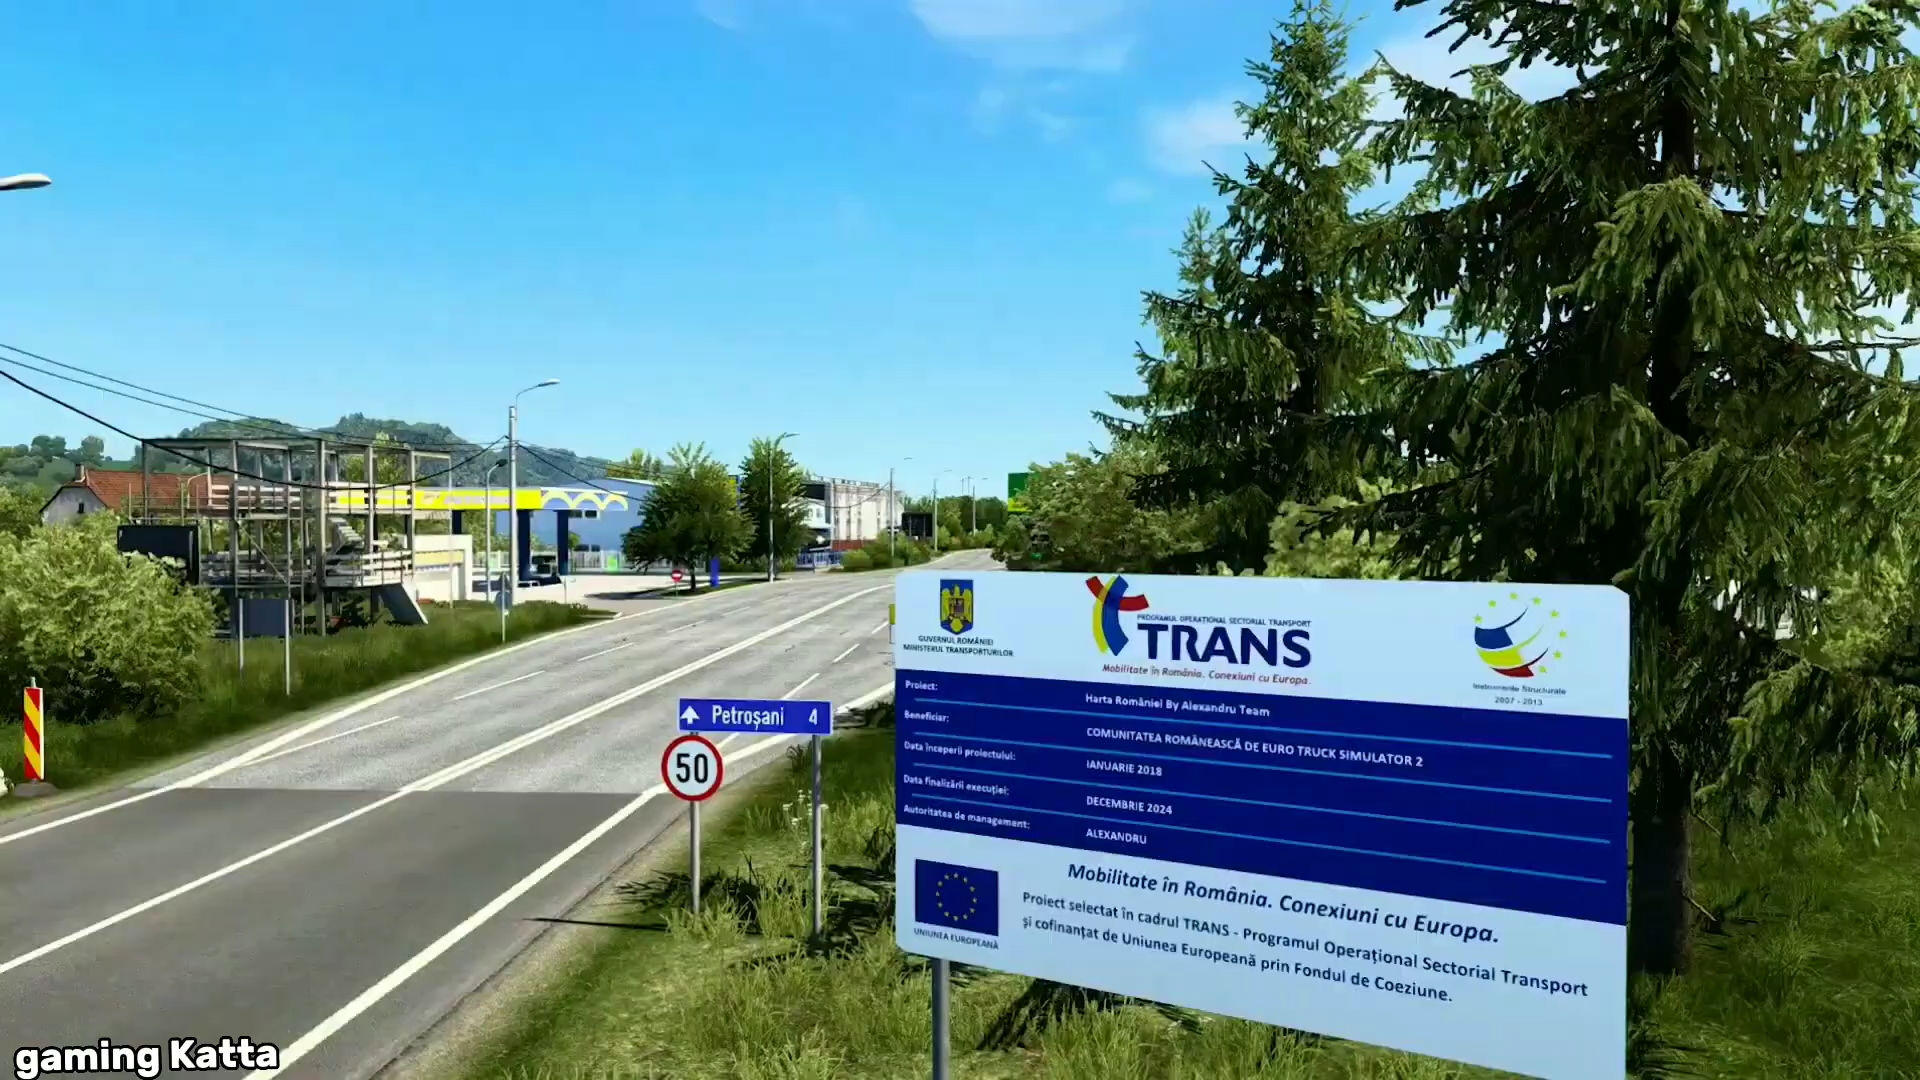 GUVERNUL ROMÂNIEI
MINISTERUL TRANSPORTURILOR
PROGRAMUL OPERAȚIONAL SECTORIAL TRANSPORT
TRANS
Mobilitate în România. Conexiuni cu Europa.
Instrumente Structurale
2007 - 2013
Proiect:
Harta României By Alexandru Team
Beneficiar:
COMUNITATEA ROMÂNEASCĂ DE EURO TRUCK SIMULATOR 2
Data începerii proiectului:
IANUARIE 2018
Data finalizării execuției:
DECEMBRIE 2024
Autoritatea de management:
ALEXANDRU
Mobilitate în România. Conexiuni cu Europa.
Proiect selectat în cadrul TRANS - Programul Operațional Sectorial Transport
și cofinanțat de Uniunea Europeană prin Fondul de Coeziune.
UNIUNEA EUROPEANĂ
Petroșani 4
50
gaming Katta